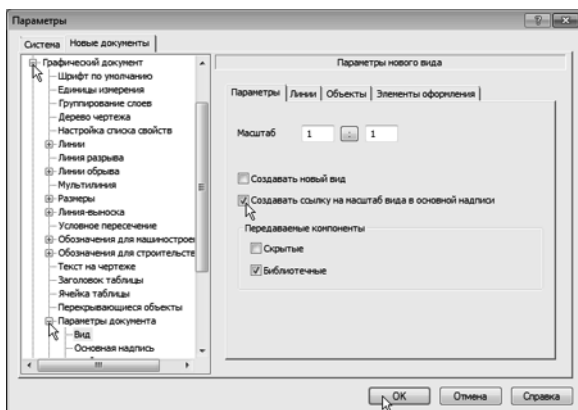 Параметры
Система Новые документы
Графический документ
Шрифт по умолчанию
Единицы измерения
Группирование слоев
Дерево чертежа
Настройка списка свойств
Линии
Линия разрыва
Линии обрыва
Мультилиния
Размеры
Линия-выноска
Условное пересечение
Обозначения для машинострое
Обозначения для строительств
Текст на чертеже
Заголовок таблицы
Ячейка таблицы
Перекрывающиеся объекты
Параметры документа
Вид
Основная надпись
Параметры нового вида
Параметры Линии Объекты Элементы оформления
Масштаб 1 : 1
Создавать новый вид
Создавать ссылку на масштаб вида в основной надписи
Передаваемые компоненты
Скрытые
Библиотечные
OK Отмена Справка